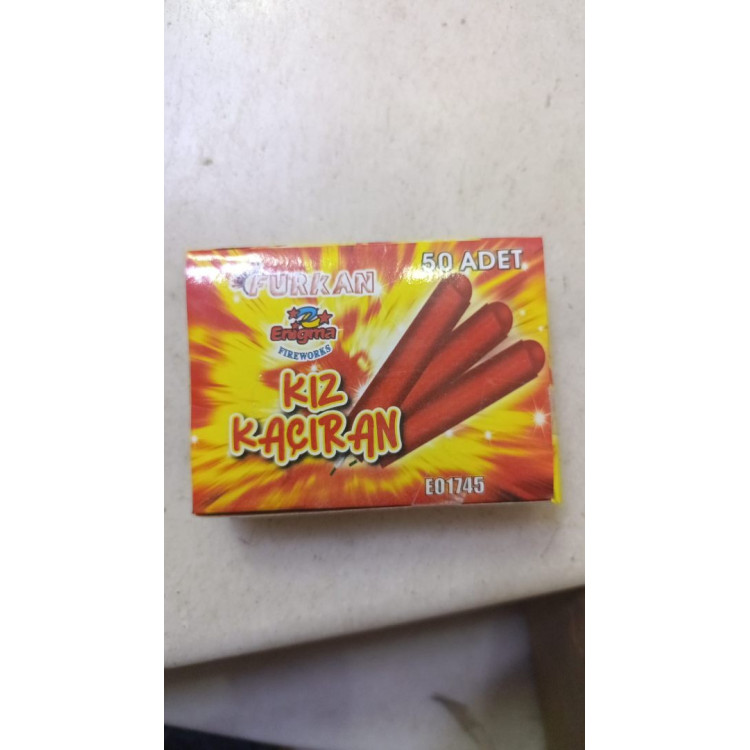 50 ADET
FURKAN
Enigma
FIREWORKS
KIZ
KAÇIRAN
E01745